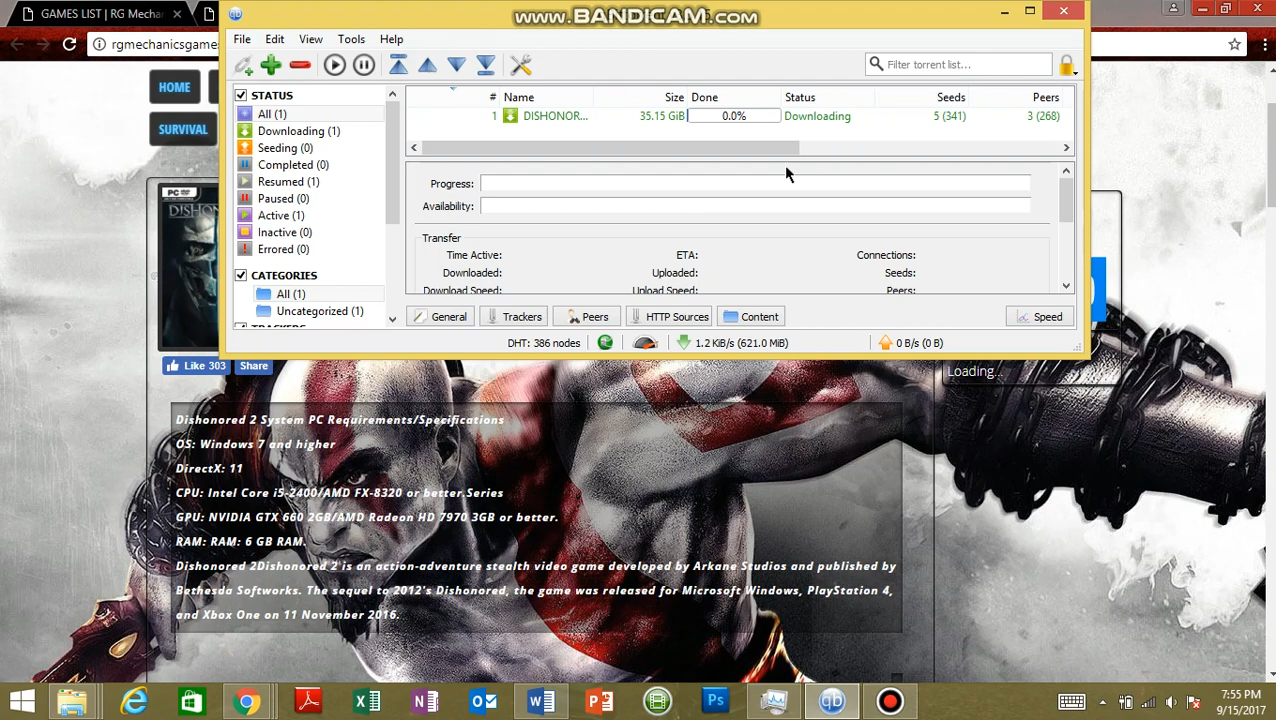 GAMES LIST | RG Mechan
www.BANDICAM.com
rgmechanicsgames
File Edit View Tools Help
Filter torrent list...
HOME
SURVIVAL
STATUS
All (1)
Downloading (1)
Seeding (0)
Completed (0)
Resumed (1)
Paused (0)
Active (1)
Inactive (0)
Errored (0)
CATEGORIES
All (1)
Uncategorized (1)
# Name Size Done Status Seeds Peers
1 DISHONOR... 35.15 GiB 0.0% Downloading 5 (341) 3 (268)
Progress:
Availability:
Transfer
Time Active: ETA: Connections:
Downloaded: Uploaded: Seeds:
Download Speed: Upload Speed: Peers:
General Trackers Peers HTTP Sources Content Speed
DHT: 386 nodes 1.2 KiB/s (621.0 MiB) 0 B/s (0 B)
PC DVD
Like 303 Share
Loading...
Dishonored 2 System PC Requirements/Specifications
OS: Windows 7 and higher
DirectX: 11
CPU: Intel Core i5-2400/AMD FX-8320 or better.Series
GPU: NVIDIA GTX 660 2GB/AMD Radeon HD 7970 3GB or better.
RAM: RAM: 6 GB RAM.
Dishonored 2Dishonored 2 is an action-adventure stealth video game developed by Arkane Studios and published by
Bethesda Softworks. The sequel to 2012's Dishonored, the game was released for Microsoft Windows, PlayStation 4,
and Xbox One on 11 November 2016.
7:55 PM
9/15/2017